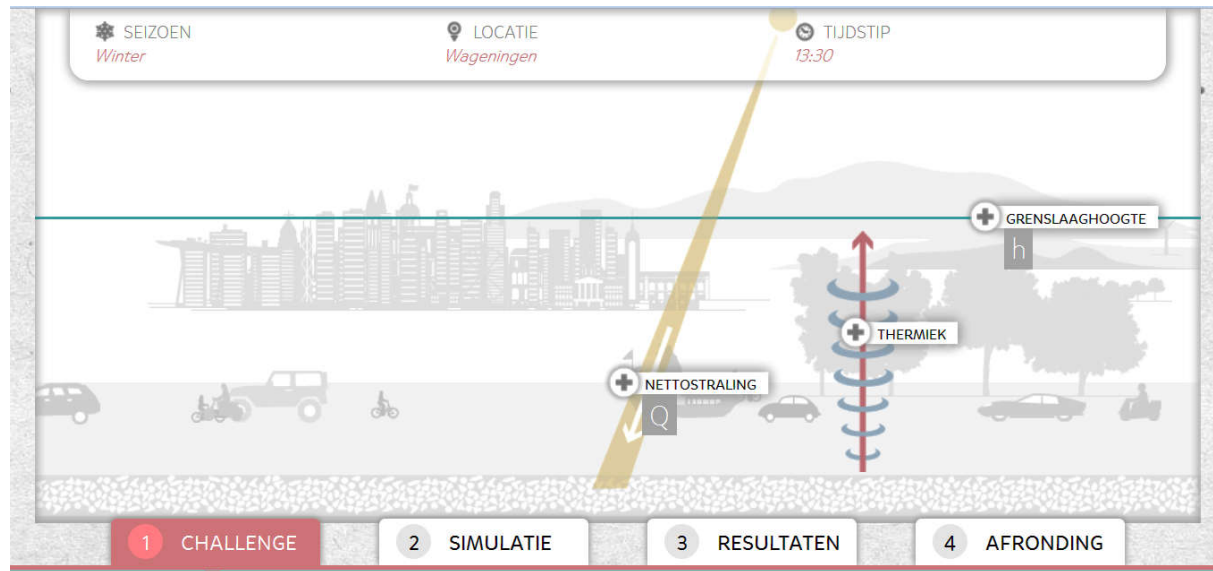 SEIZOEN
Winter
LOCATIE
Wageningen
TIJDSTIP
13:30
GRENSLAAGHOOGTE
h
THERMIEK
NETTOSTRALING
Q
1 CHALLENGE
2 SIMULATIE
3 RESULTATEN
4 AFRONDING